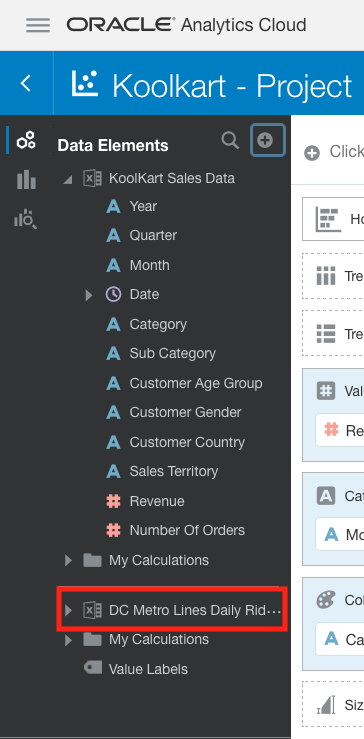 ORACLE Analytics Cloud
Koolkart - Project
Data Elements
KoolKart Sales Data
A Year
A Quarter
A Month
Date
A Category
A Sub Category
A Customer Age Group
A Customer Gender
A Customer Country
A Sales Territory
# Revenue
# Number Of Orders
My Calculations
DC Metro Lines Daily Rid...
My Calculations
Value Labels
Click
Ho
Tre
Tre
# Val
# Re
A Cat
A Mo
Col
A Ca
Siz